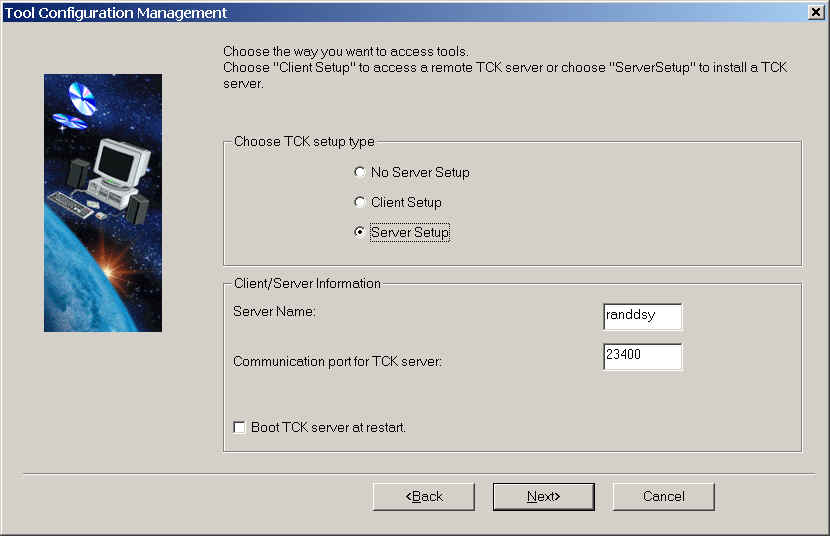 Tool Configuration Management
Choose the way you want to access tools.
Choose "Client Setup" to access a remote TCK server or choose "ServerSetup" to install a TCK
server.
Choose TCK setup type
No Server Setup
Client Setup
Server Setup
Client/Server Information
Server Name:
randdsy
Communication port for TCK server:
23400
Boot TCK server at restart.
<Back
Next>
Cancel